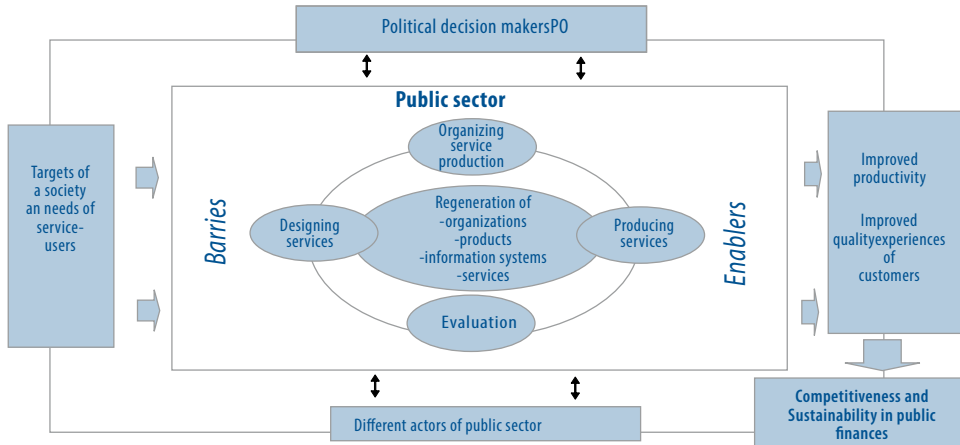 Political decision makersPO
Public sector
Organizing
service
production
Targets of
a society
an needs of
service-
users
Barries
Designing
services
Regeneration of
-organizations
-products
-information systems
-services
Producing
services
Enablers
Evaluation
Improved
productivity
Improved
qualityexperiences
of
customers
Different actors of public sector
Competitiveness and
Sustainability in public
finances